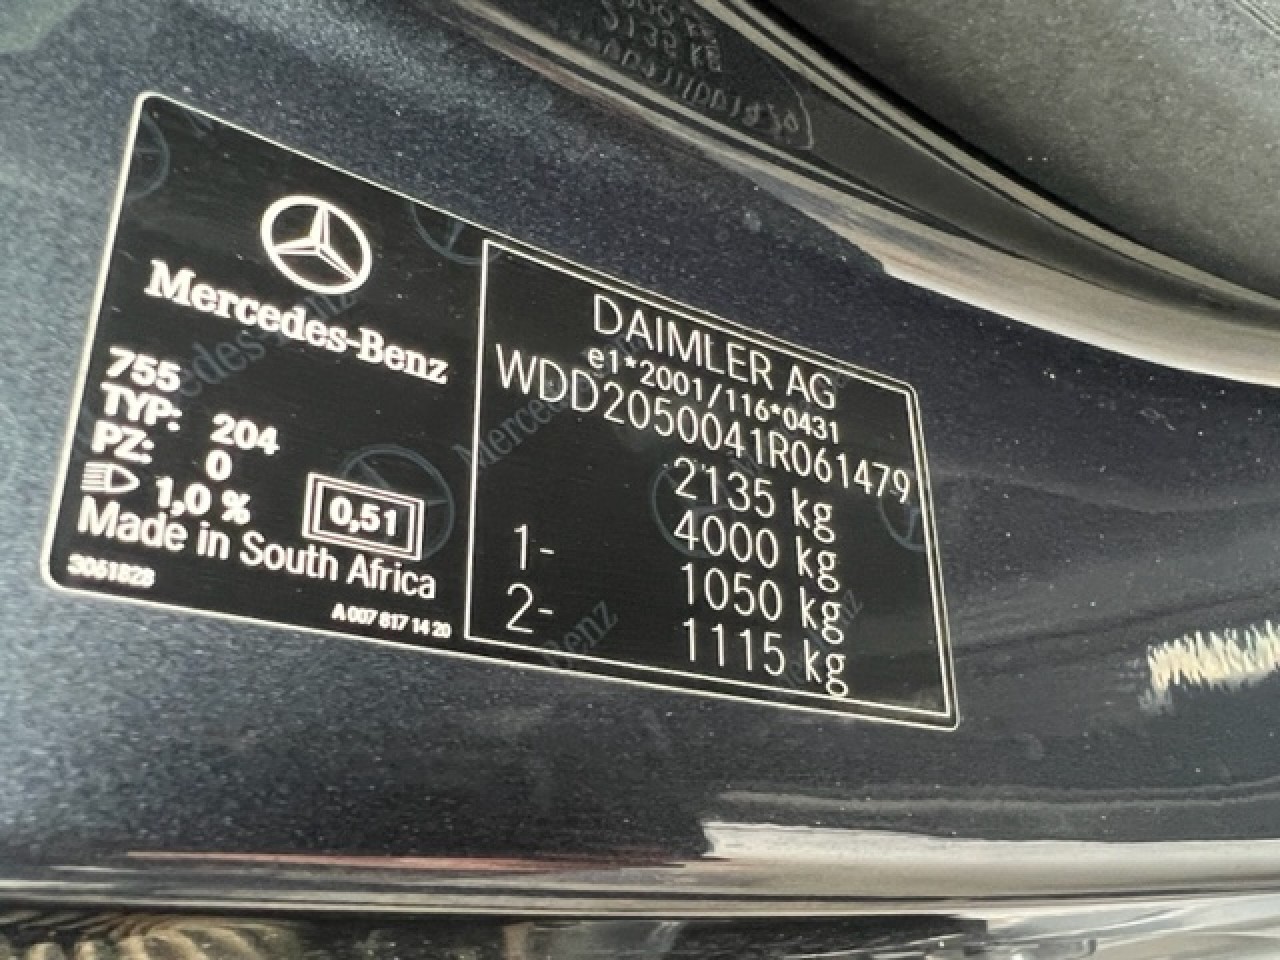 Mercedes-Benz
755
TYP: 204
PZ: 0
1,0 %
0,51
Made in South Africa
3061828
A 007 817 14 20
DAIMLER AG
e1*2001/116*0431
WDD2050041R061479
2135 kg
4000 kg
1- 1050 kg
2- 1115 kg